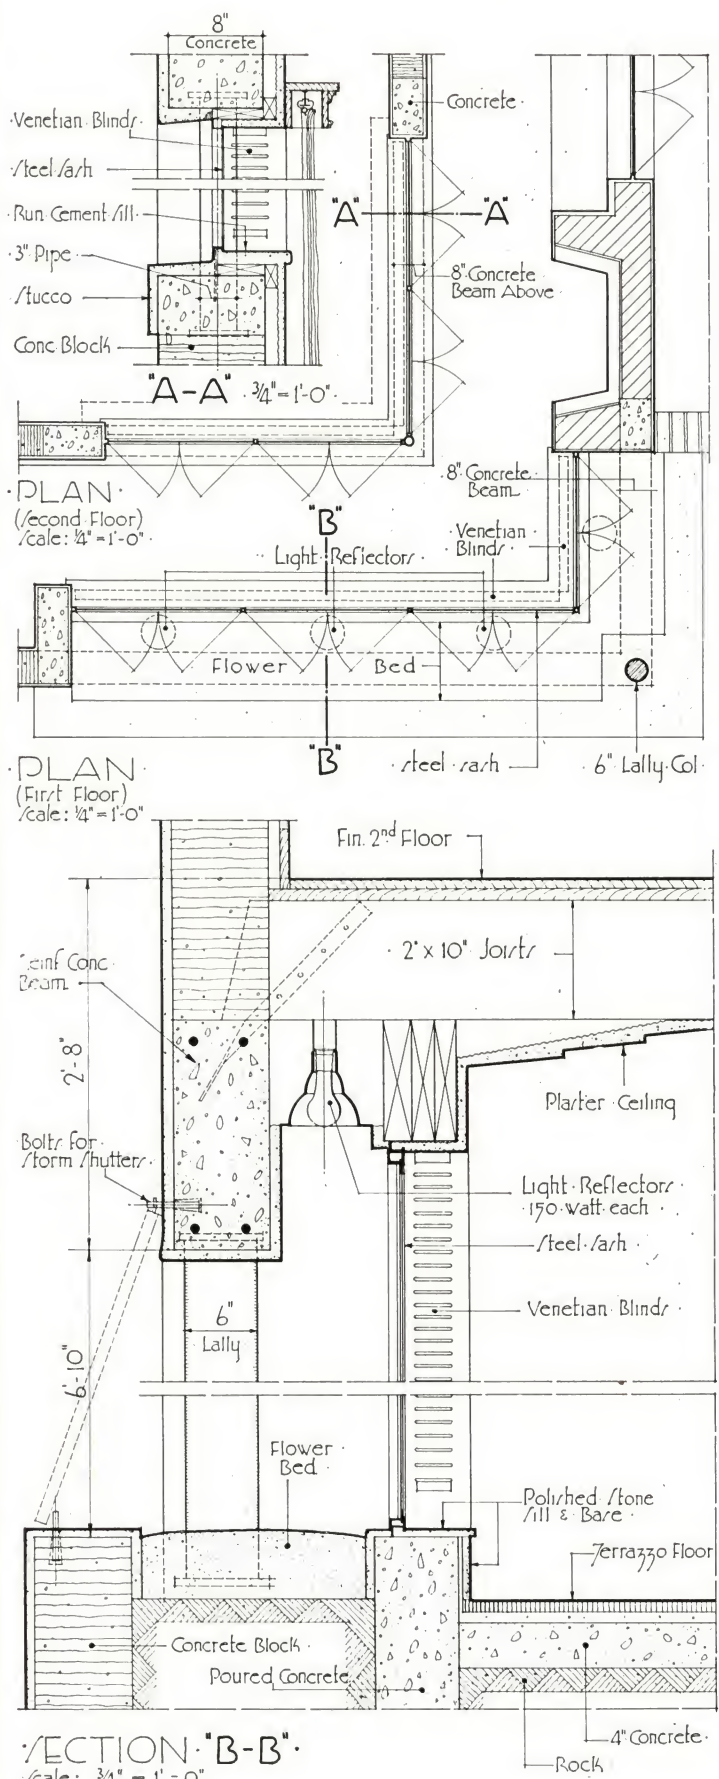 8"
Concrete
Venetian Blinds
Steel Sash
Run Cement Sill
3" Pipe
Stucco
Conc. Block
"A-A" · ¾" = 1'-0"
Concrete
"A" "A"
8" Concrete
Beam Above
· PLAN ·
(Second Floor)
Scale: ¼" = 1'-0"
8" Concrete
Beam
"B"
Venetian
Blinds
Light Reflectors
Flower Bed
"B"
· PLAN ·
(First Floor)
Scale: ¼" = 1'-0"
· Steel · Sash
· 6" Lally · Col ·
Fin. 2nd Floor
· 2" x 10" Joists ·
Conc ·
Beam
2'-8"
Plaster Ceiling
Bolts for
Storm Shutters
Light · Reflectors
· 150 · Watt · each ·
Steel · Sash ·
Venetian Blinds ·
6"
Lally
6'-10"
Flower ·
Bed ·
Polished Stone
Sill & Base ·
Terrazzo Floor
Concrete Block ·
Poured Concrete
4" Concrete ·
Rock
· SECTION · "B-B" ·
Scale: ¾" = 1'-0"